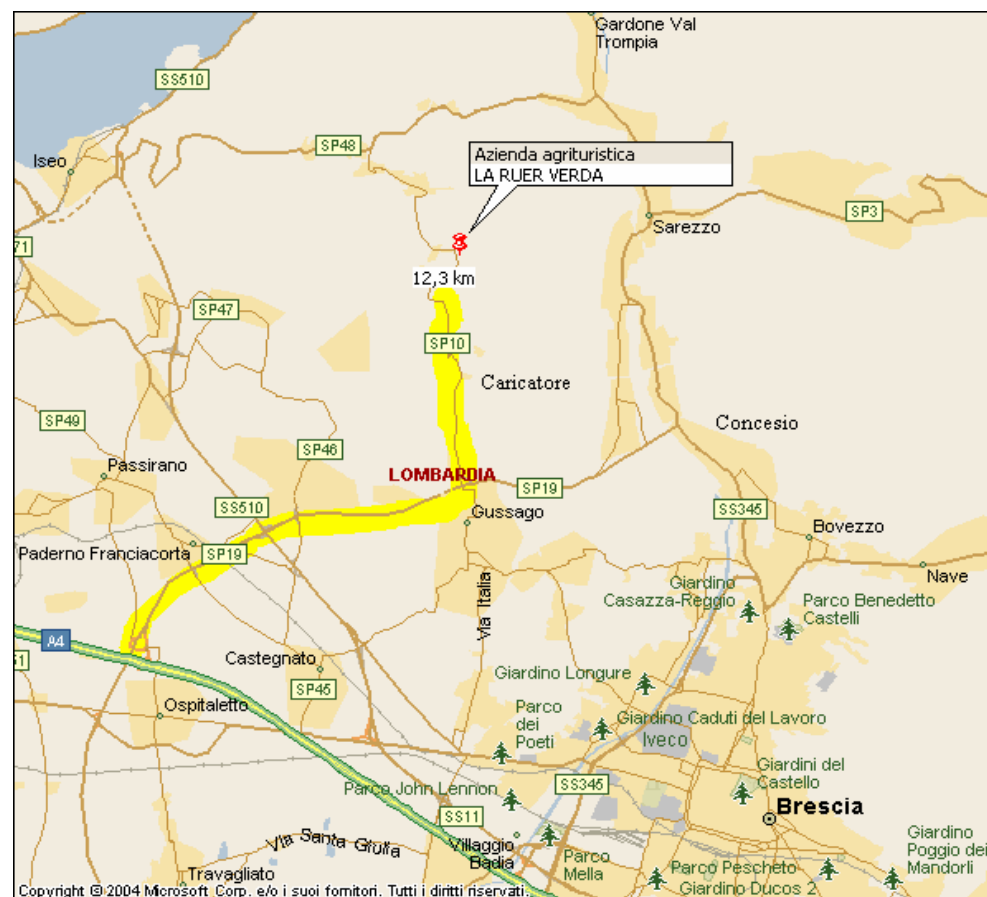 Gardone Val
Trompia
SS510
SP48
Iseo
Azienda agrituristica
LA RUER VERDA
SP3
Sarezzo
71
12,3 km
SP47
SP10
Caricatore
SP49
SP46
Concesio
Passirano
LOMBARDIA
SP19
SS510
SS345
Gussago
Bovezzo
Paderno Franciacorta
SP19
Nave
Giardino
Casazza-Reggio
Parco Benedetto
Castelli
Via Italia
A4
51
Castegnato
SP45
Giardino Longure
Ospitaletto
Parco
dei
Poeti
Giardino Caduti del Lavoro
Iveco
Giardini del
Castello
SS345
Parco John Lennon
Brescia
SS11
Villaggio
Badia
Via Santa Giulia
Giardino
Poggio dei
Mandorli
Parco
Mella
Parco Pescheto
Giardino Ducos 2
Travagliato
Copyright © 2004 Microsoft Corp. e/o i suoi fornitori. Tutti i diritti riservati.